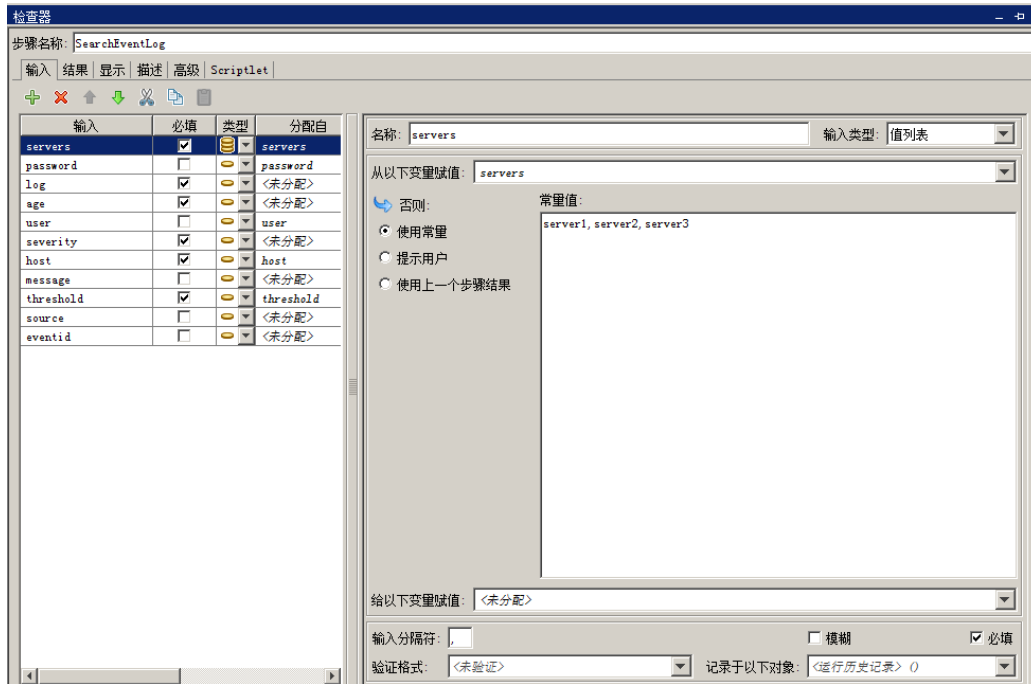 检查器
步骤名称: SearchEventLog
输入 结果 显示 描述 高级 Scriptlet
输入 必填 类型 分配自
servers servers
password password
log <未分配>
age <未分配>
user user
severity <未分配>
host host
message <未分配>
threshold threshold
source <未分配>
eventid <未分配>
名称: servers 输入类型: 值列表
从以下变量赋值: servers
否则: 常量值:
使用常量 server1, server2, server3
提示用户
使用上一个步骤结果
给以下变量赋值: <未分配>
输入分隔符: , 模糊 必填
验证格式: <未验证> 记录于以下对象: <运行历史记录> ()